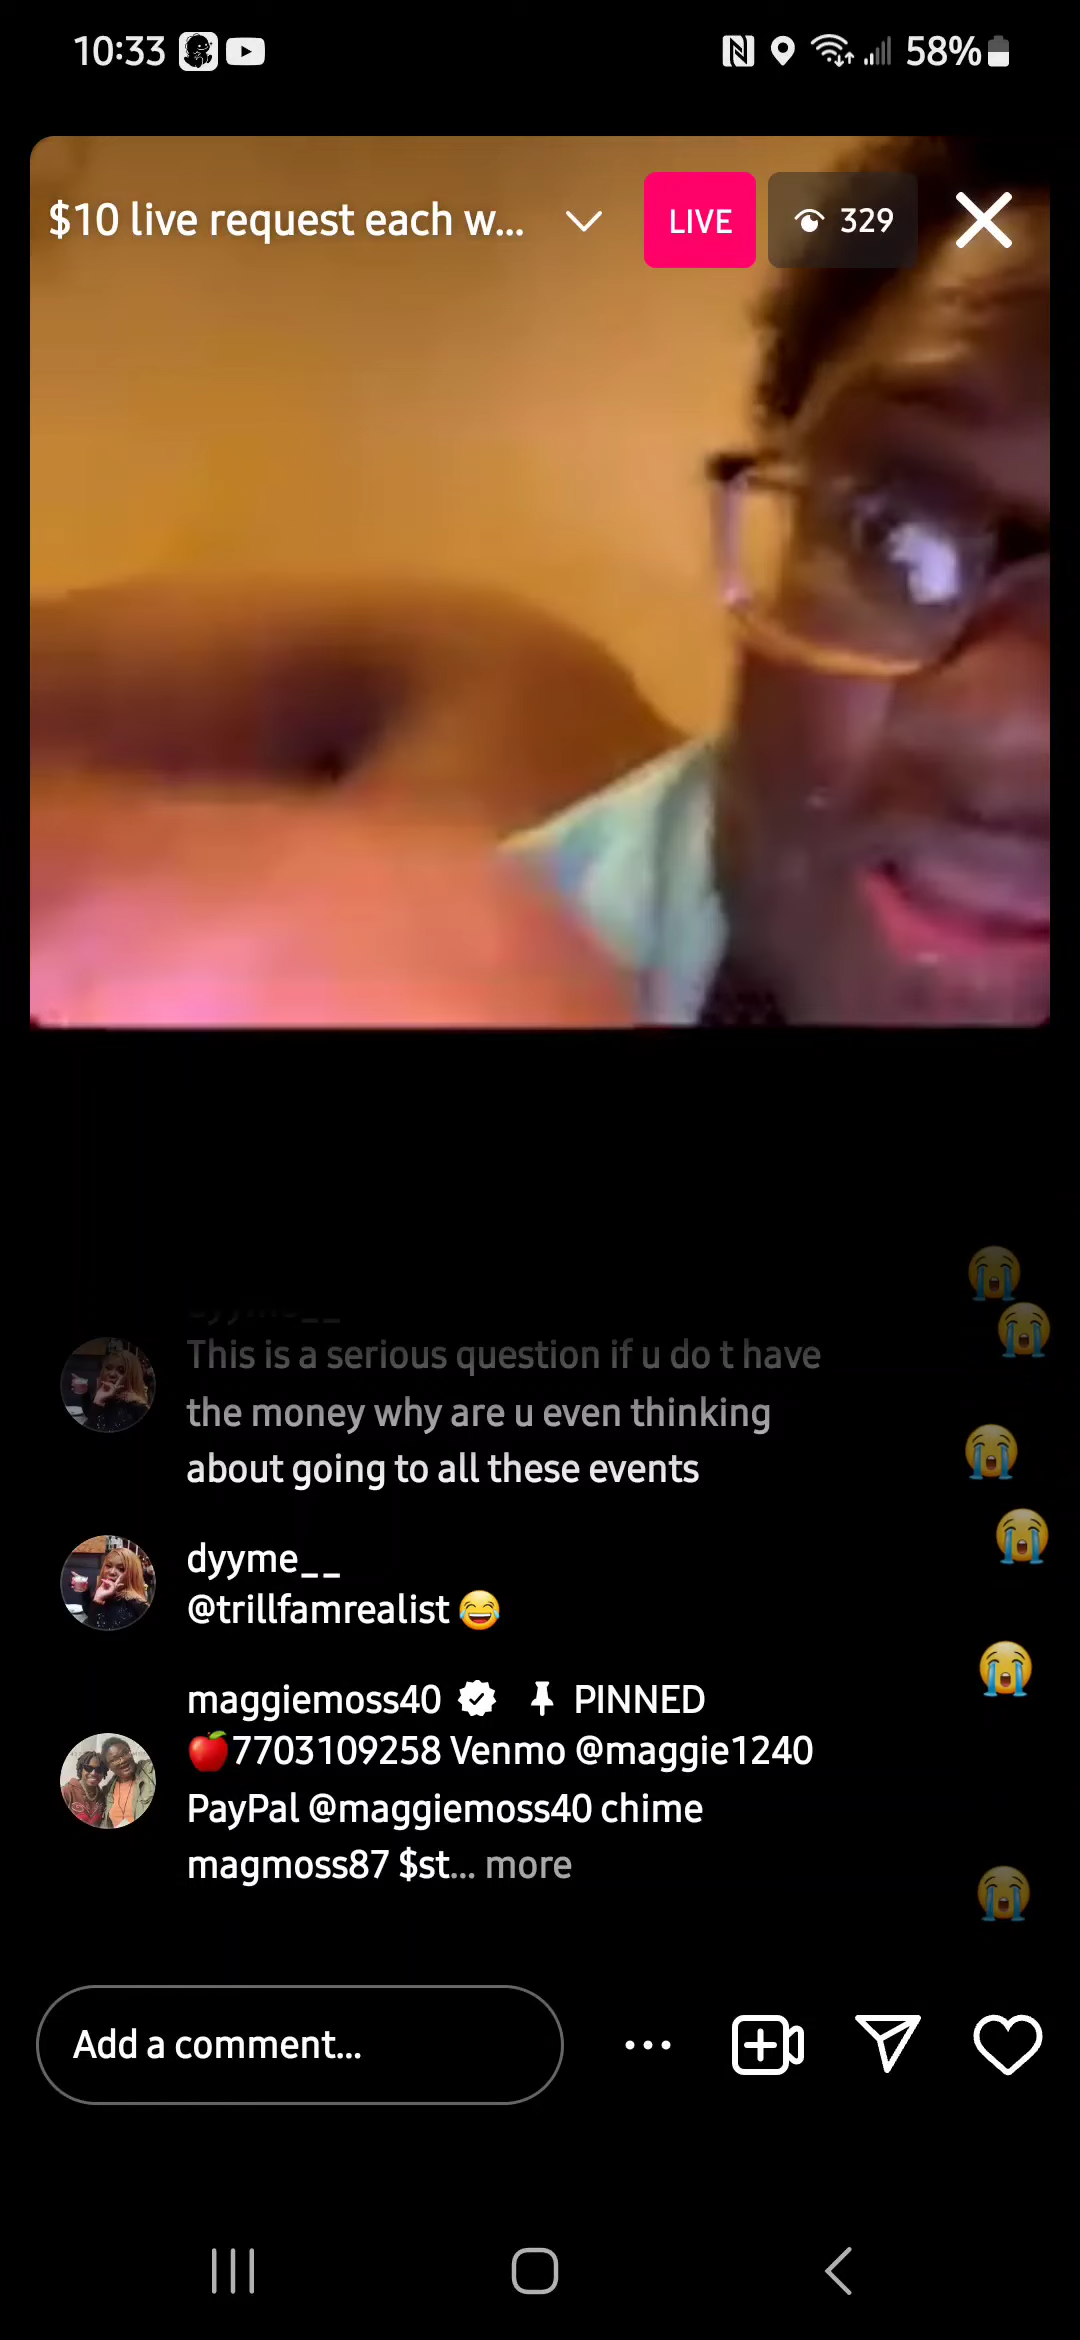 10:33
58%
$10 live request each w...
LIVE
329
This is a serious question if u do t have
the money why are u even thinking
about going to all these events
dyyme__
@trillfamrealist 😂
maggiemoss40 PINNED
🍎7703109258 Venmo @maggie1240
PayPal @maggiemoss40 chime
magmoss87 $st... more
Add a comment...